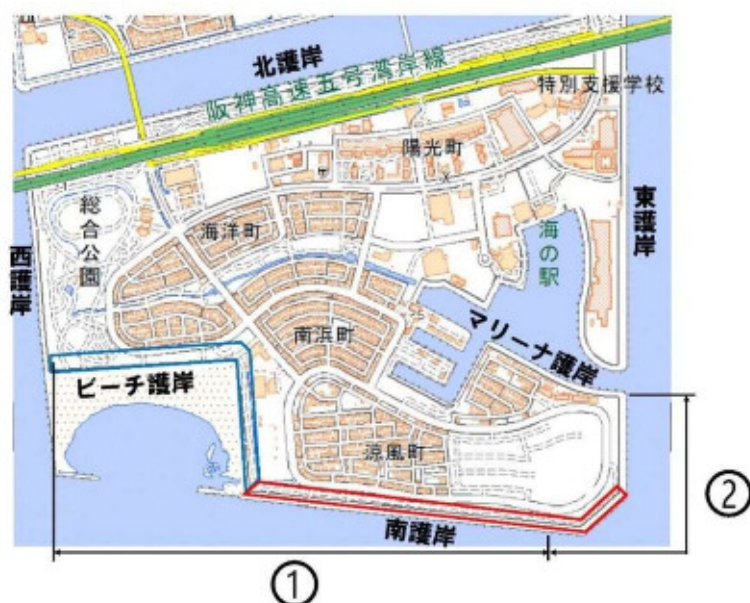 北護岸
阪神高速五号湾岸線
特別支援学校
陽光町
総合公園
海洋町
海の駅
東護岸
西護岸
南浜町
マリーナ護岸
ビーチ護岸
涼風町
南護岸
①
②